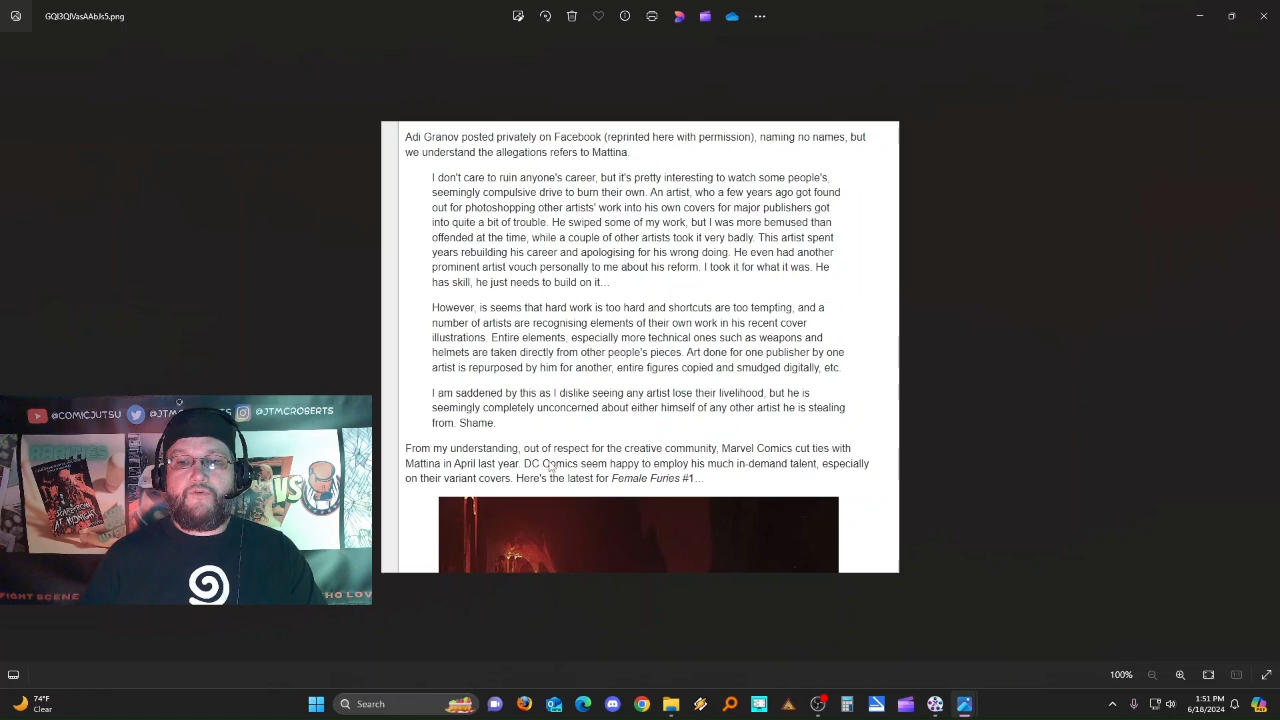 GQl3QlVasAAbJs5.png
Adi Granov posted privately on Facebook (reprinted here with permission), naming no names, but
we understand the allegations refers to Mattina.
I don't care to ruin anyone's career, but it's pretty interesting to watch some people's,
seemingly compulsive drive to burn their own. An artist, who a few years ago got found
out for photoshopping other artists' work into his own covers for major publishers got
into quite a bit of trouble. He swiped some of my work, but I was more bemused than
offended at the time, while a couple of other artists took it very badly. This artist spent
years rebuilding his career and apologising for his wrong doing. He even had another
prominent artist vouch personally to me about his reform. I took it for what it was. He
has skill, he just needs to build on it…
However, is seems that hard work is too hard and shortcuts are too tempting, and a
number of artists are recognising elements of their own work in his recent cover
illustrations. Entire elements, especially more technical ones such as weapons and
helmets are taken directly from other people's pieces. Art done for one publisher by one
artist is repurposed by him for another, entire figures copied and smudged digitally, etc.
I am saddened by this as I dislike seeing any artist lose their livelihood, but he is
seemingly completely unconcerned about either himself of any other artist he is stealing
from. Shame.
From my understanding, out of respect for the creative community, Marvel Comics cut ties with
Mattina in April last year. DC Comics seem happy to employ his much in-demand talent, especially
on their variant covers. Here's the latest for Female Furies #1…
@COMICJUTSU @JTMCROBERTS @JTMCROBERTS
RARITIES
AT MIDNIGHT
VS
FIGHT SCENE
HO LOV
100%
74°F
Clear
Search
1:51 PM
6/18/2024